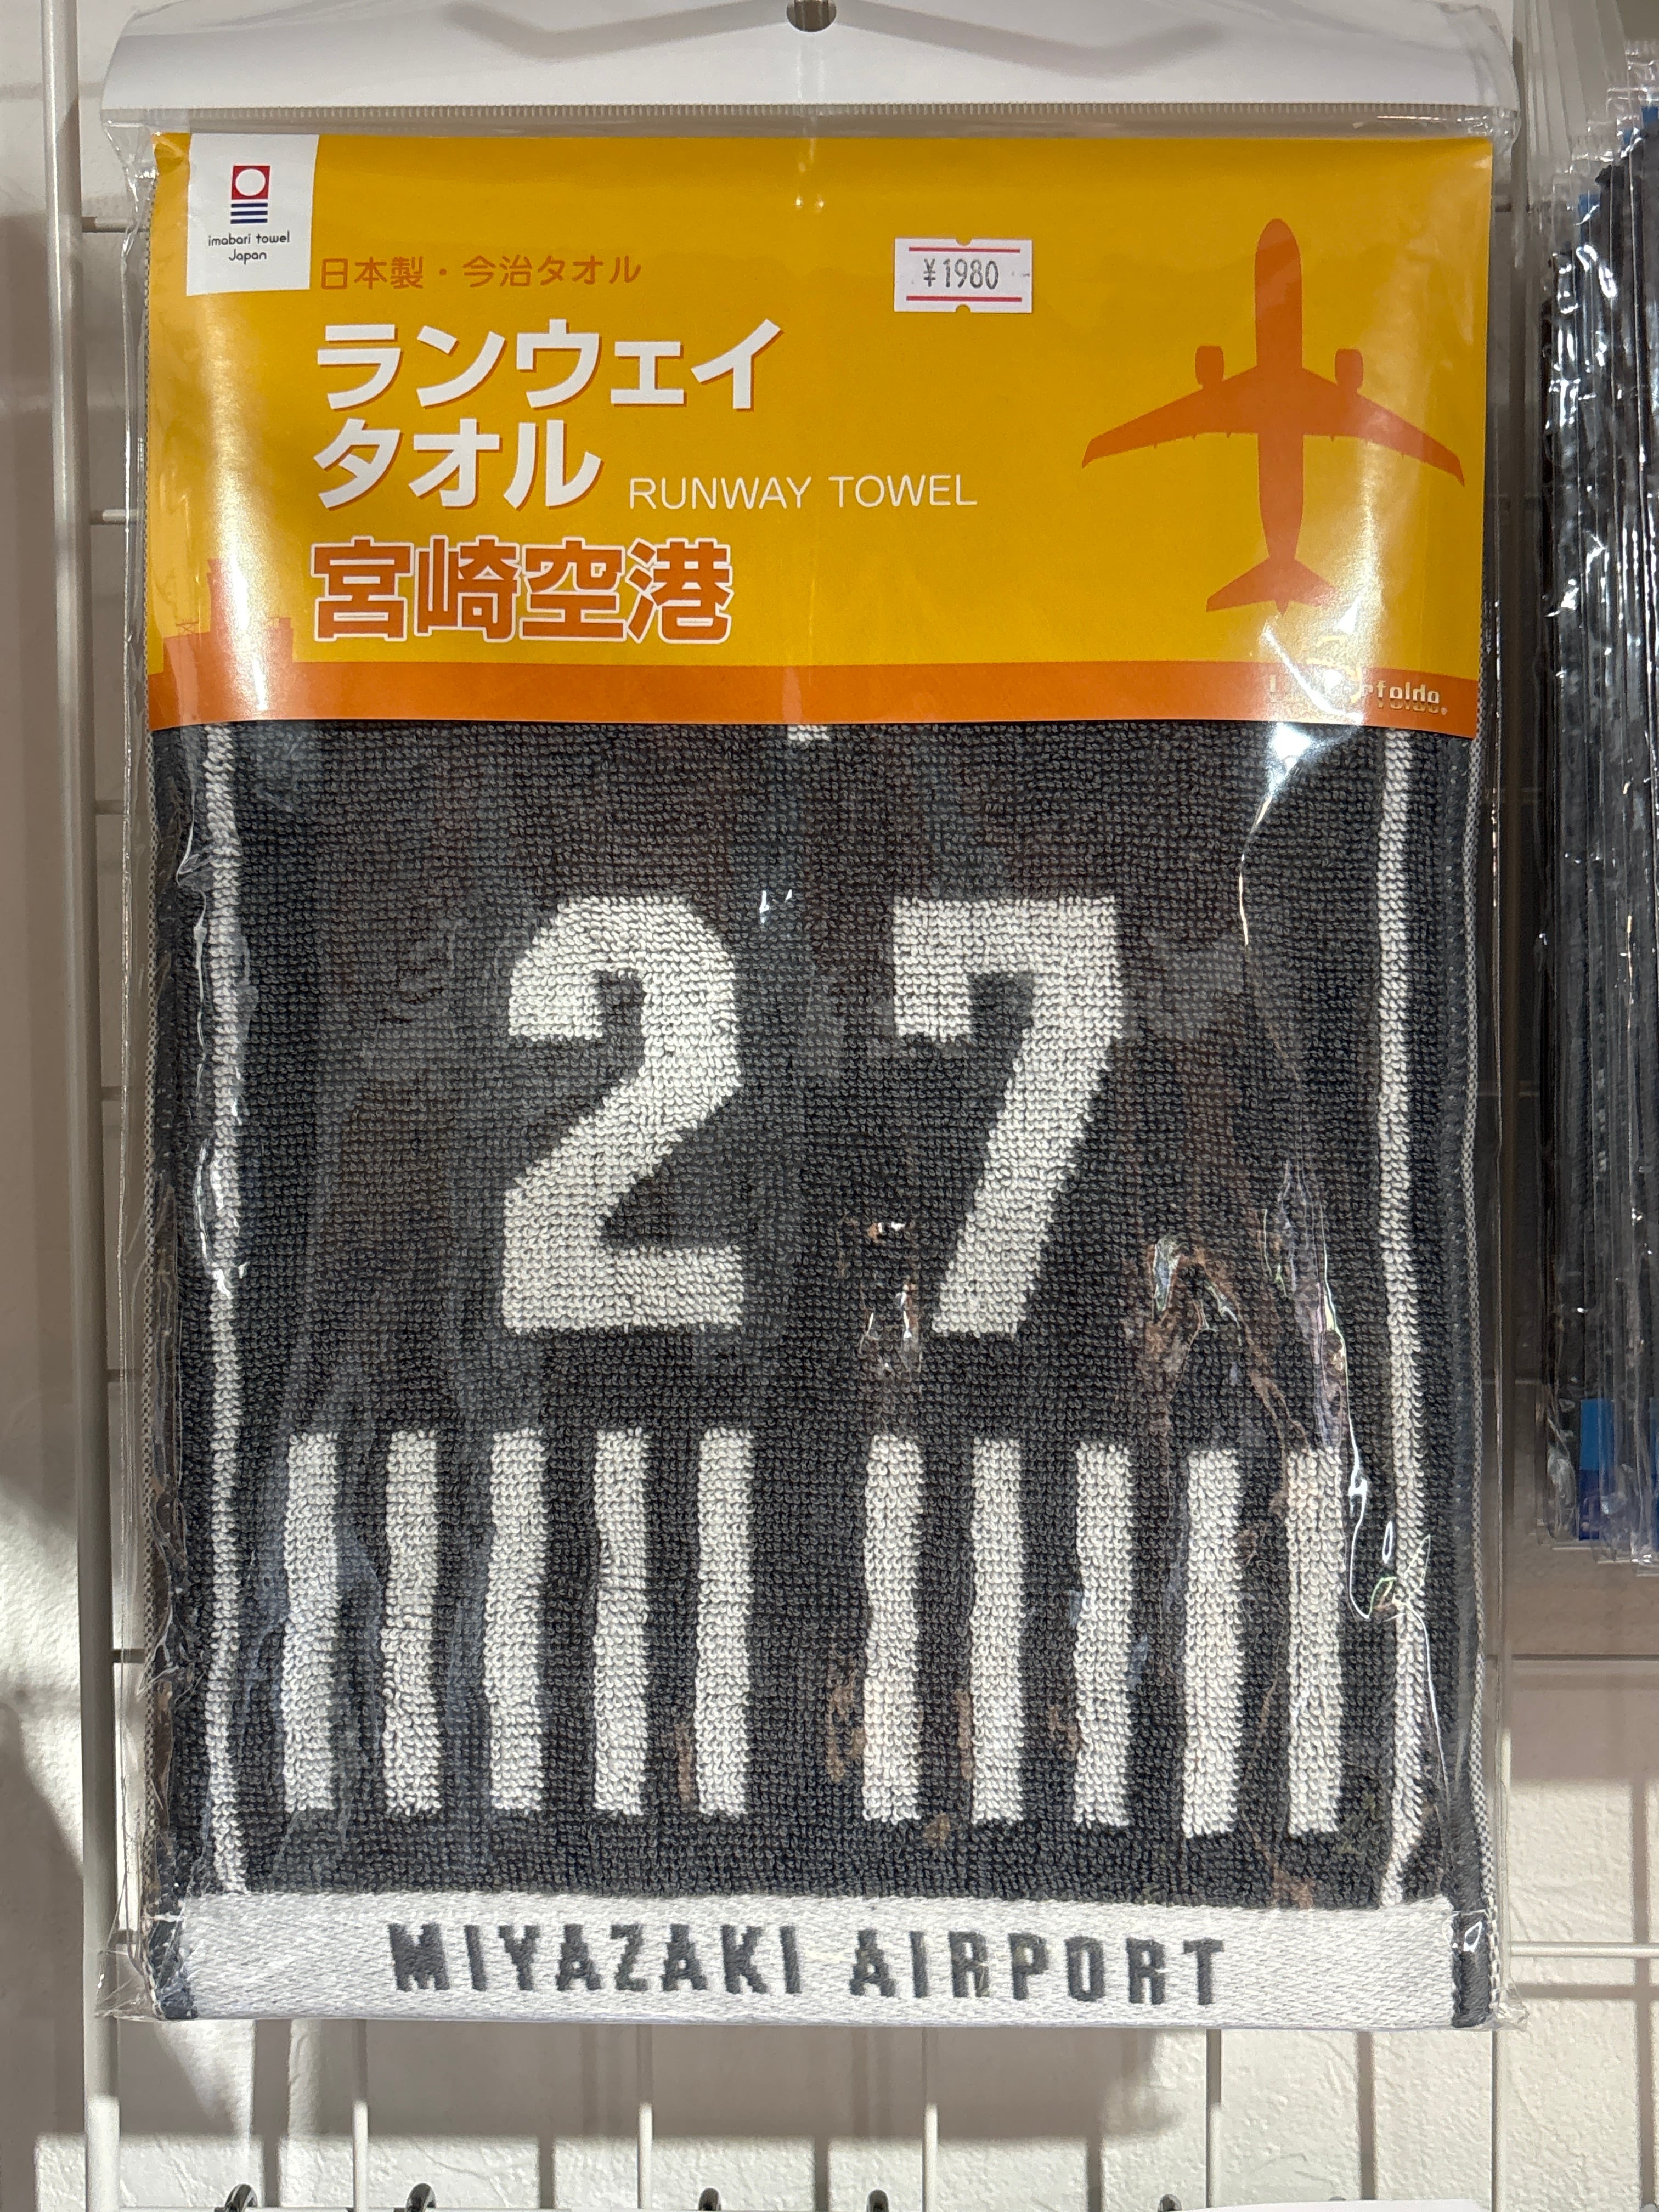 imabari towel
Japan
日本製・今治タオル
¥1980
ランウェイ
タオル RUNWAY TOWEL
宮崎空港
27
MIYAZAKI AIRPORT